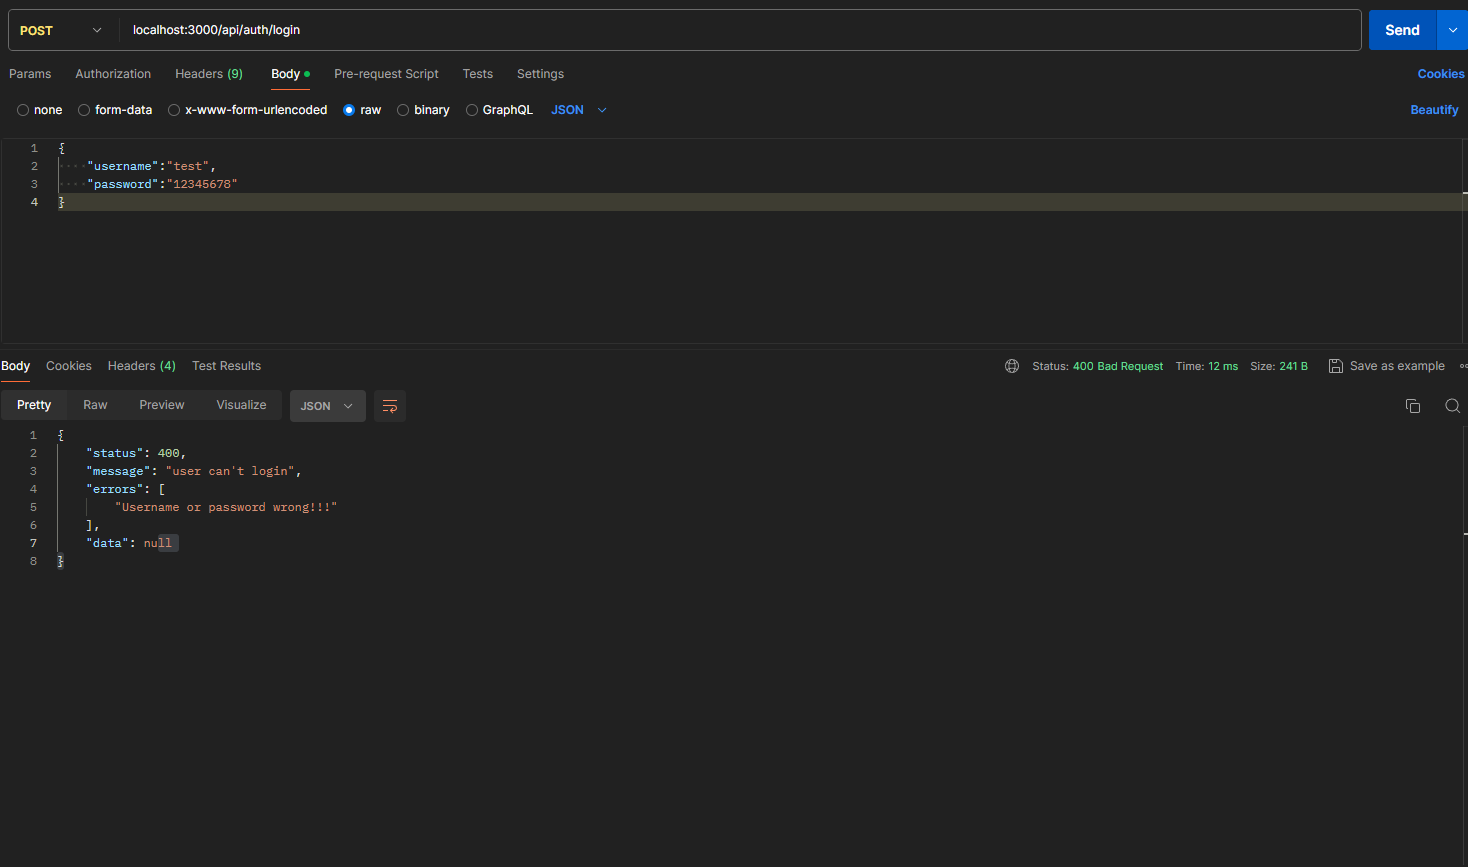 POST localhost:3000/api/auth/login Send
Params Authorization Headers (9) Body Pre-request Script Tests Settings Cookies
none form-data x-www-form-urlencoded raw binary GraphQL JSON Beautify
1 {
2 "username":"test",
3 "password":"12345678"
4 }
Body Cookies Headers (4) Test Results Status: 400 Bad Request Time: 12 ms Size: 241 B Save as example
Pretty Raw Preview Visualize JSON
1 {
2 "status": 400,
3 "message": "user can't login",
4 "errors": [
5 "Username or password wrong!!!"
6 ],
7 "data": null
8 }